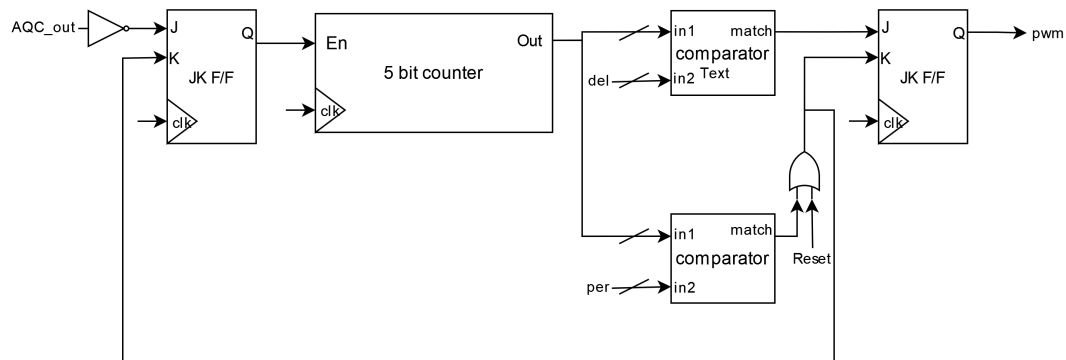 AQC_out
J
Q
K
JK F/F
clk
En
Out
5 bit counter
clk
in1
match
comparator
Text
del
in2
in1
match
comparator
per
in2
Reset
J
Q
pwm
K
JK F/F
clk